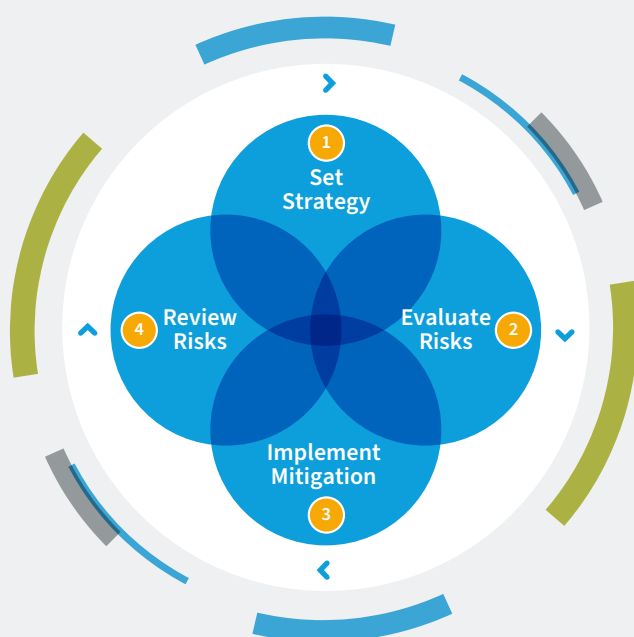 1
Set
Strategy
Evaluate
Risks
2
Implement
Mitigation
3
4
Review
Risks